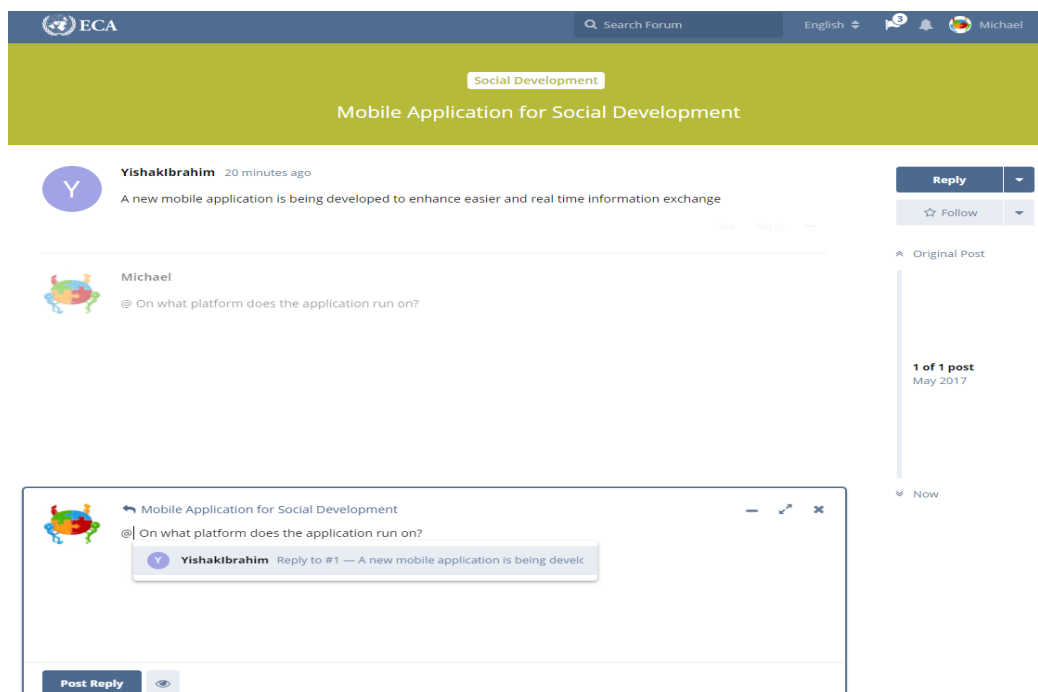 ECA
Search Forum
English
3
Michael
Social Development
Mobile Application for Social Development
Y
YishakIbrahim 20 minutes ago
A new mobile application is being developed to enhance easier and real time information exchange
Like Reply
Reply
Follow
Original Post
Michael
@ On what platform does the application run on?
1 of 1 post
May 2017
Now
Mobile Application for Social Development
@ On what platform does the application run on?
Y YishakIbrahim Reply to #1 — A new mobile application is being develc
Post Reply